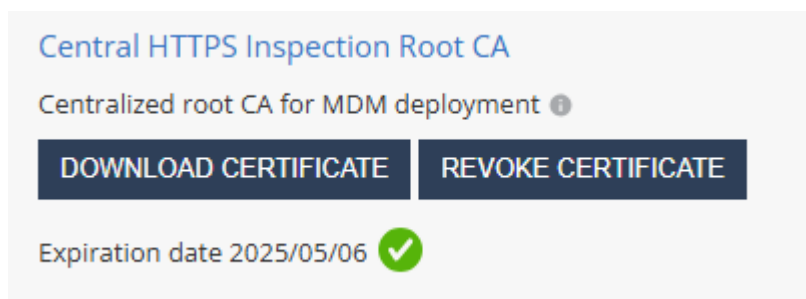 Central HTTPS Inspection Root CA
Centralized root CA for MDM deployment
DOWNLOAD CERTIFICATE REVOKE CERTIFICATE
Expiration date 2025/05/06